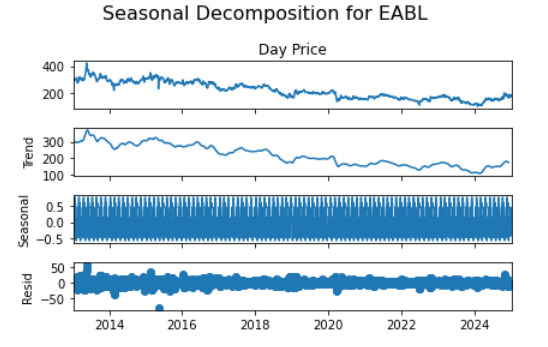 Seasonal Decomposition for EABL
Day Price
400
200
Trend
300
200
100
Seasonal
0.5
0.0
−0.5
Resid
50
0
−50
2014 2016 2018 2020 2022 2024